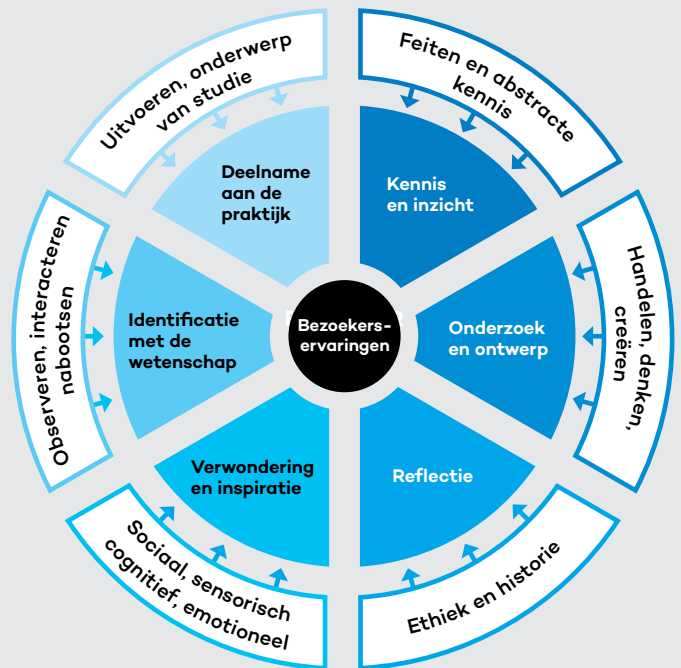 Uitvoeren, onderwerp
van studie
Feiten en abstracte
kennis
Deelname
aan de
praktijk
Kennis
en inzicht
Observeren, interacteren
nabootsen
Handelen, denken,
creëren
Identificatie
met de
wetenschap
Bezoekers-
ervaringen
Onderzoek
en ontwerp
Verwondering
en inspiratie
Reflectie
Sociaal, sensorisch
cognitief, emotioneel
Ethiek en historie